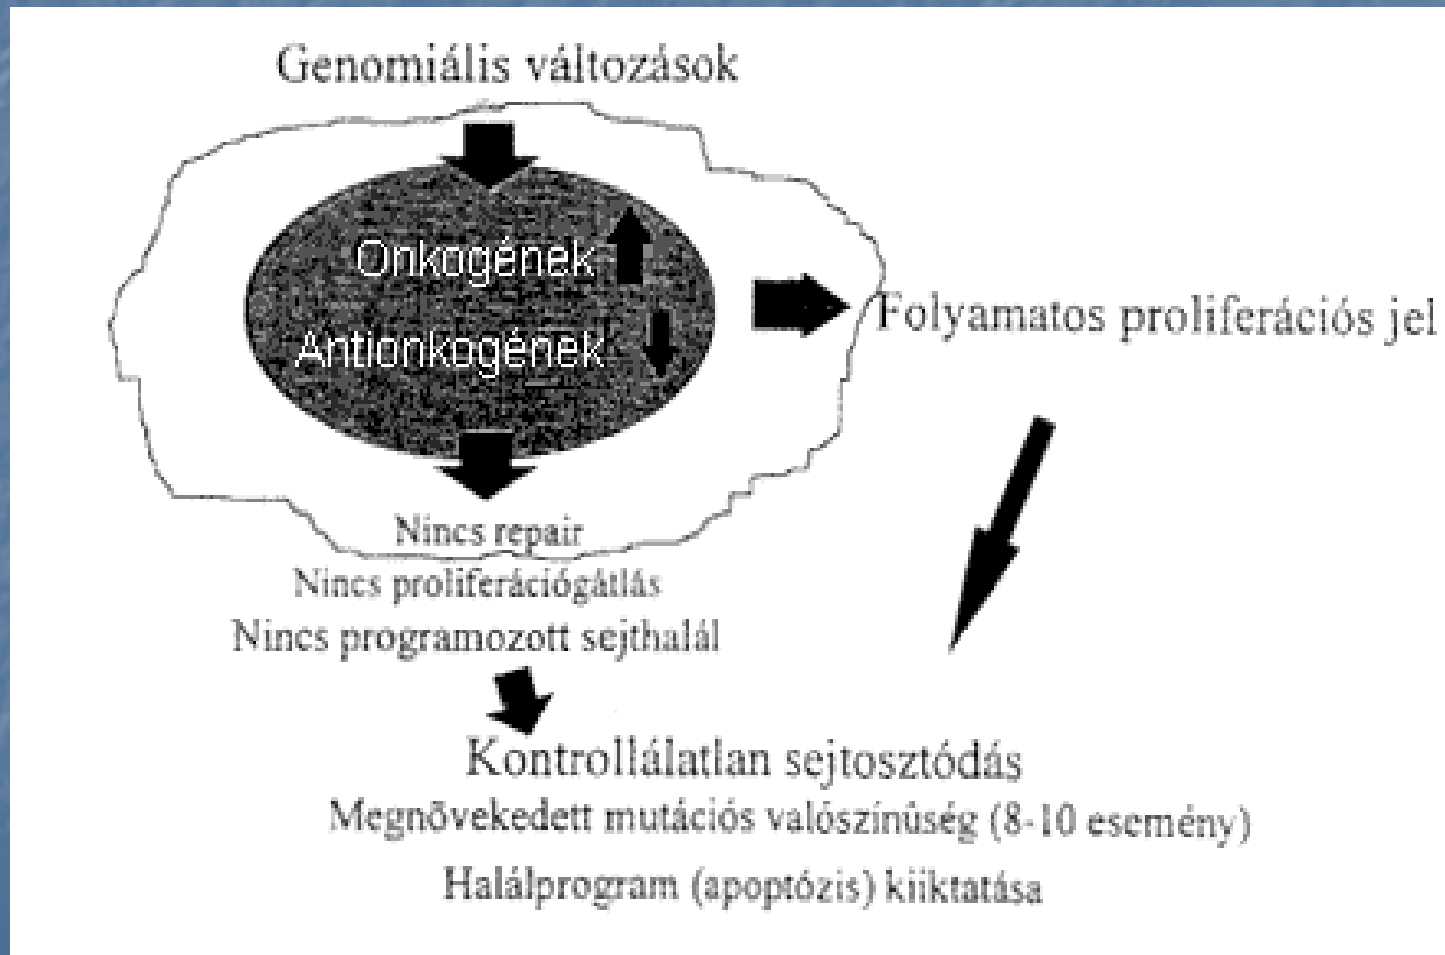 Genomiális változások
Onkogének
Antionkogének
Folyamatos proliferációs jel
Nincs repair
Nincs proliferációgátlás
Nincs programozott sejthalál
Kontrollálatlan sejtosztódás
Megnövekedett mutációs valószínûség (8-10 esemény)
Halálprogram (apoptózis) kiiktatása